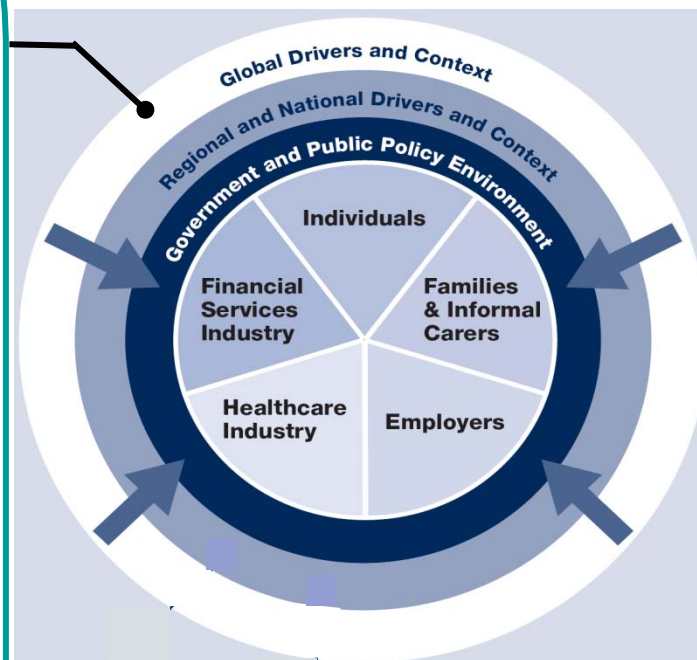 Global Drivers and Context
Regional and National Drivers and Context
Government and Public Policy Environment
Individuals
Financial
Services
Industry
Families
& Informal
Carers
Healthcare
Industry
Employers